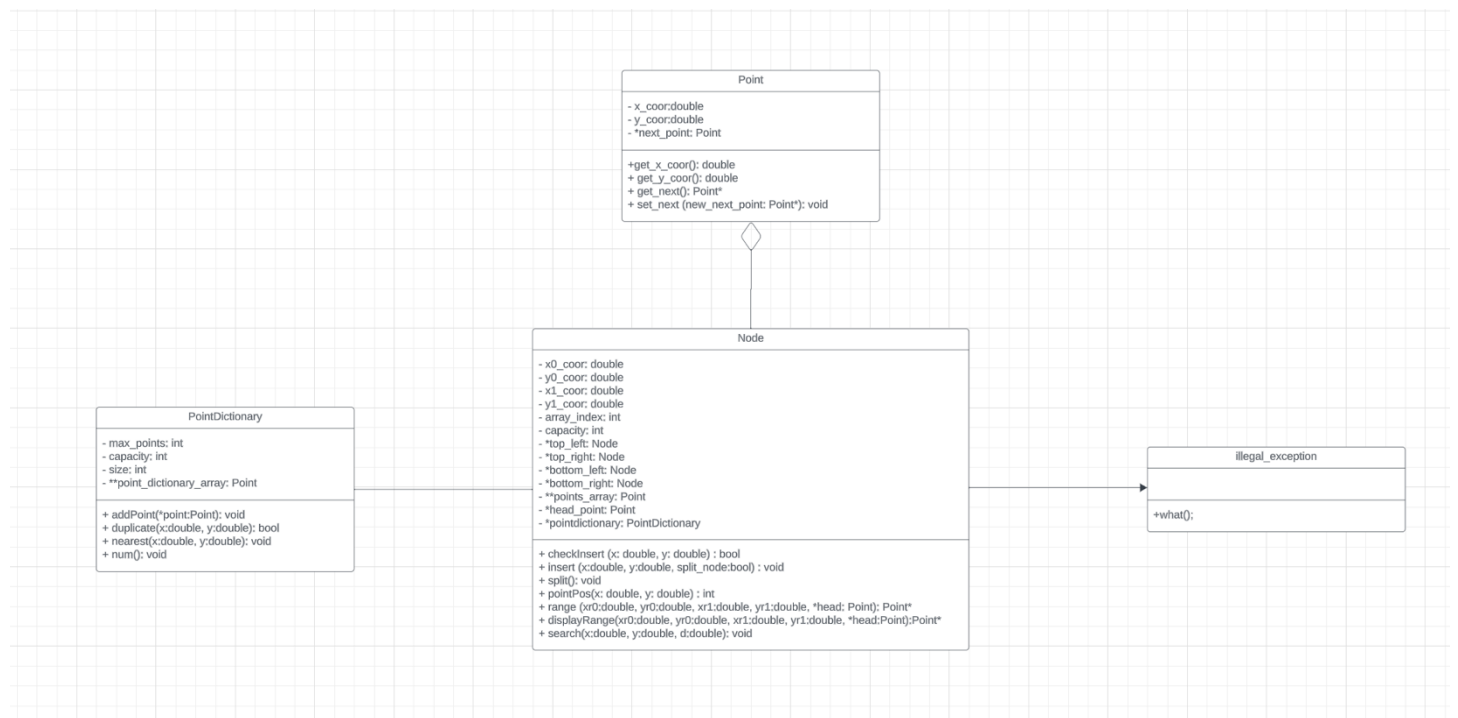 Point
- x_coor:double
- y_coor:double
- *next_point: Point
+get_x_coor(): double
+ get_y_coor(): double
+ get_next(): Point*
+ set_next (new_next_point: Point*): void
Node
- x0_coor: double
- y0_coor: double
- x1_coor: double
- y1_coor: double
- array_index: int
- capacity: int
- *top_left: Node
- *top_right: Node
- *bottom_left: Node
- *bottom_right: Node
- **points_array: Point
- *head_point: Point
- *pointdictionary: PointDictionary
+ checkInsert (x: double, y: double) : bool
+ insert (x:double, y:double, split_node:bool) : void
+ split(): void
+ pointPos(x: double, y: double) : int
+ range (xr0:double, yr0:double, xr1:double, yr1:double, *head: Point): Point*
+ displayRange(xr0:double, yr0:double, xr1:double, yr1:double, *head:Point):Point*
+ search(x:double, y:double, d:double): void
PointDictionary
- max_points: int
- capacity: int
- size: int
- **point_dictionary_array: Point
+ addPoint(*point:Point): void
+ duplicate(x:double, y:double): bool
+ nearest(x:double, y:double): void
+ num(): void
illegal_exception
+what();